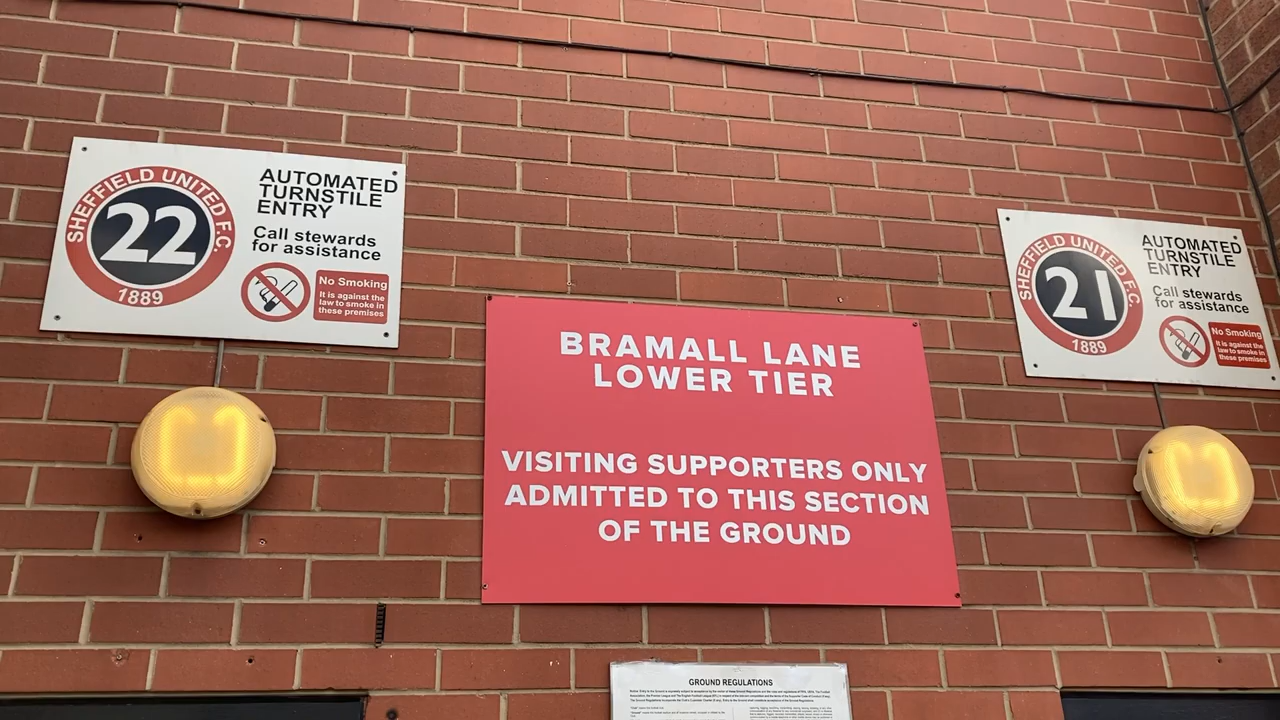 SHEFFIELD UNITED F.C.
22
1889
AUTOMATED
TURNSTILE
ENTRY
Call stewards
for assistance
No Smoking
It is against the
law to smoke in
these premises
BRAMALL LANE
LOWER TIER
VISITING SUPPORTERS ONLY
ADMITTED TO THIS SECTION
OF THE GROUND
SHEFFIELD UNITED F.C.
21
1889
AUTOMATED
TURNSTILE
ENTRY
Call stewards
for assistance
No Smoking
It is against the
law to smoke in
these premises
GROUND REGULATIONS